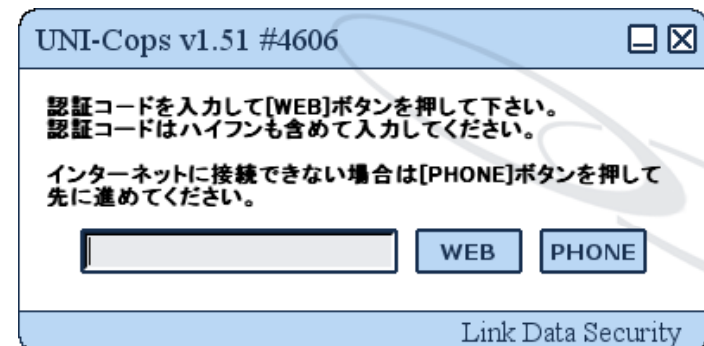 UNI-Cops v1.51 #4606
認証コードを入力して[WEB]ボタンを押して下さい。
認証コードはハイフンも含めて入力してください。
インターネットに接続できない場合は[PHONE]ボタンを押して
先に進めてください。
WEB PHONE
Link Data Security